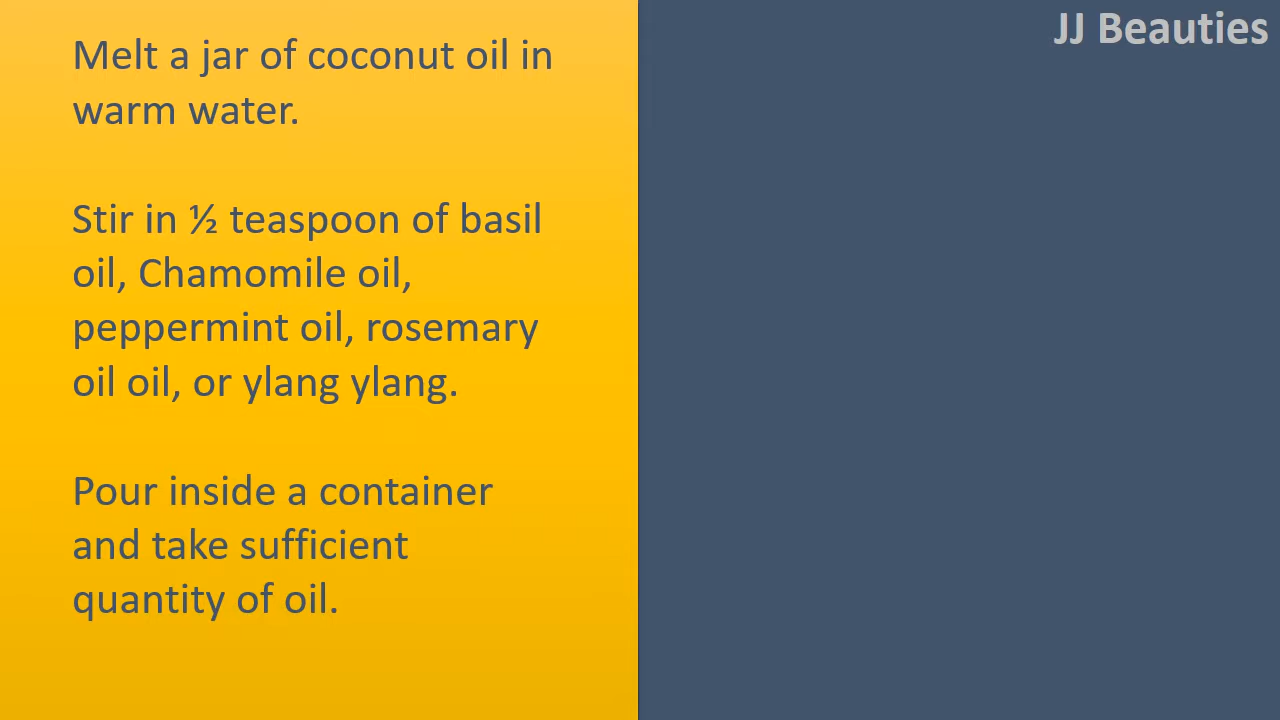 Melt a jar of coconut oil in
warm water.
Stir in ½ teaspoon of basil
oil, Chamomile oil,
peppermint oil, rosemary
oil oil, or ylang ylang.
Pour inside a container
and take sufficient
quantity of oil.
JJ Beauties